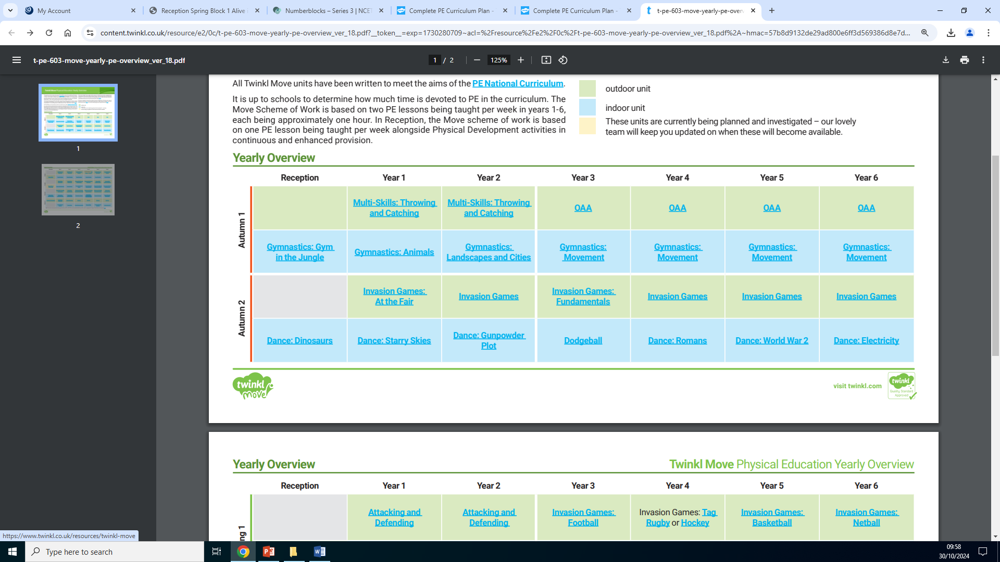 My Account
Reception Spring Block 1 Alive i
Numberblocks – Series 3 | NCE
Complete PE Curriculum Plan -
Complete PE Curriculum Plan -
t-pe-603-move-yearly-pe-over
content.twinkl.co.uk/resource/e2/0c/t-pe-603-move-yearly-pe-overview_ver_18.pdf?__token__=exp=1730280709~acl=%2Fresource%2Fe2%2F0c%2Ft-pe-603-move-yearly-pe-overview_ver_18.pdf%2A~hmac=57b8d9132de29ad800e6ff3d569386d8e7d...
t-pe-603-move-yearly-pe-overview_ver_18.pdf
1 / 2
125%
1
2
All Twinkl Move units have been written to meet the aims of the PE National Curriculum.
It is up to schools to determine how much time is devoted to PE in the curriculum. The
Move Scheme of Work is based on two PE lessons being taught per week in years 1-6,
each being approximately one hour. In Reception, the Move scheme of work is based
on one PE lesson being taught per week alongside Physical Development activities in
continuous and enhanced provision.
outdoor unit
indoor unit
These units are currently being planned and investigated – our lovely
team will keep you updated on when these will become available.
Yearly Overview
Reception Year 1 Year 2 Year 3 Year 4 Year 5 Year 6
Autumn 1
Multi-Skills: Throwing
and Catching
Multi-Skills: Throwing
and Catching
OAA
OAA
OAA
OAA
Gymnastics: Gym
in the Jungle
Gymnastics: Animals
Gymnastics:
Landscapes and Cities
Gymnastics:
Movement
Gymnastics:
Movement
Gymnastics:
Movement
Gymnastics:
Movement
Autumn 2
Invasion Games:
At the Fair
Invasion Games
Invasion Games:
Fundamentals
Invasion Games
Invasion Games
Invasion Games
Dance: Dinosaurs
Dance: Starry Skies
Dance: Gunpowder
Plot
Dodgeball
Dance: Romans
Dance: World War 2
Dance: Electricity
twinkl
move
visit twinkl.com
twinkl
Quality Standard
Approved
Yearly Overview
Twinkl Move Physical Education Yearly Overview
Reception Year 1 Year 2 Year 3 Year 4 Year 5 Year 6
ng 1
Attacking and
Defending
Attacking and
Defending
Invasion Games:
Football
Invasion Games: Tag
Rugby or Hockey
Invasion Games:
Basketball
Invasion Games:
Netball
https://www.twinkl.co.uk/resources/twinkl-move
Type here to search
09:58
30/10/2024